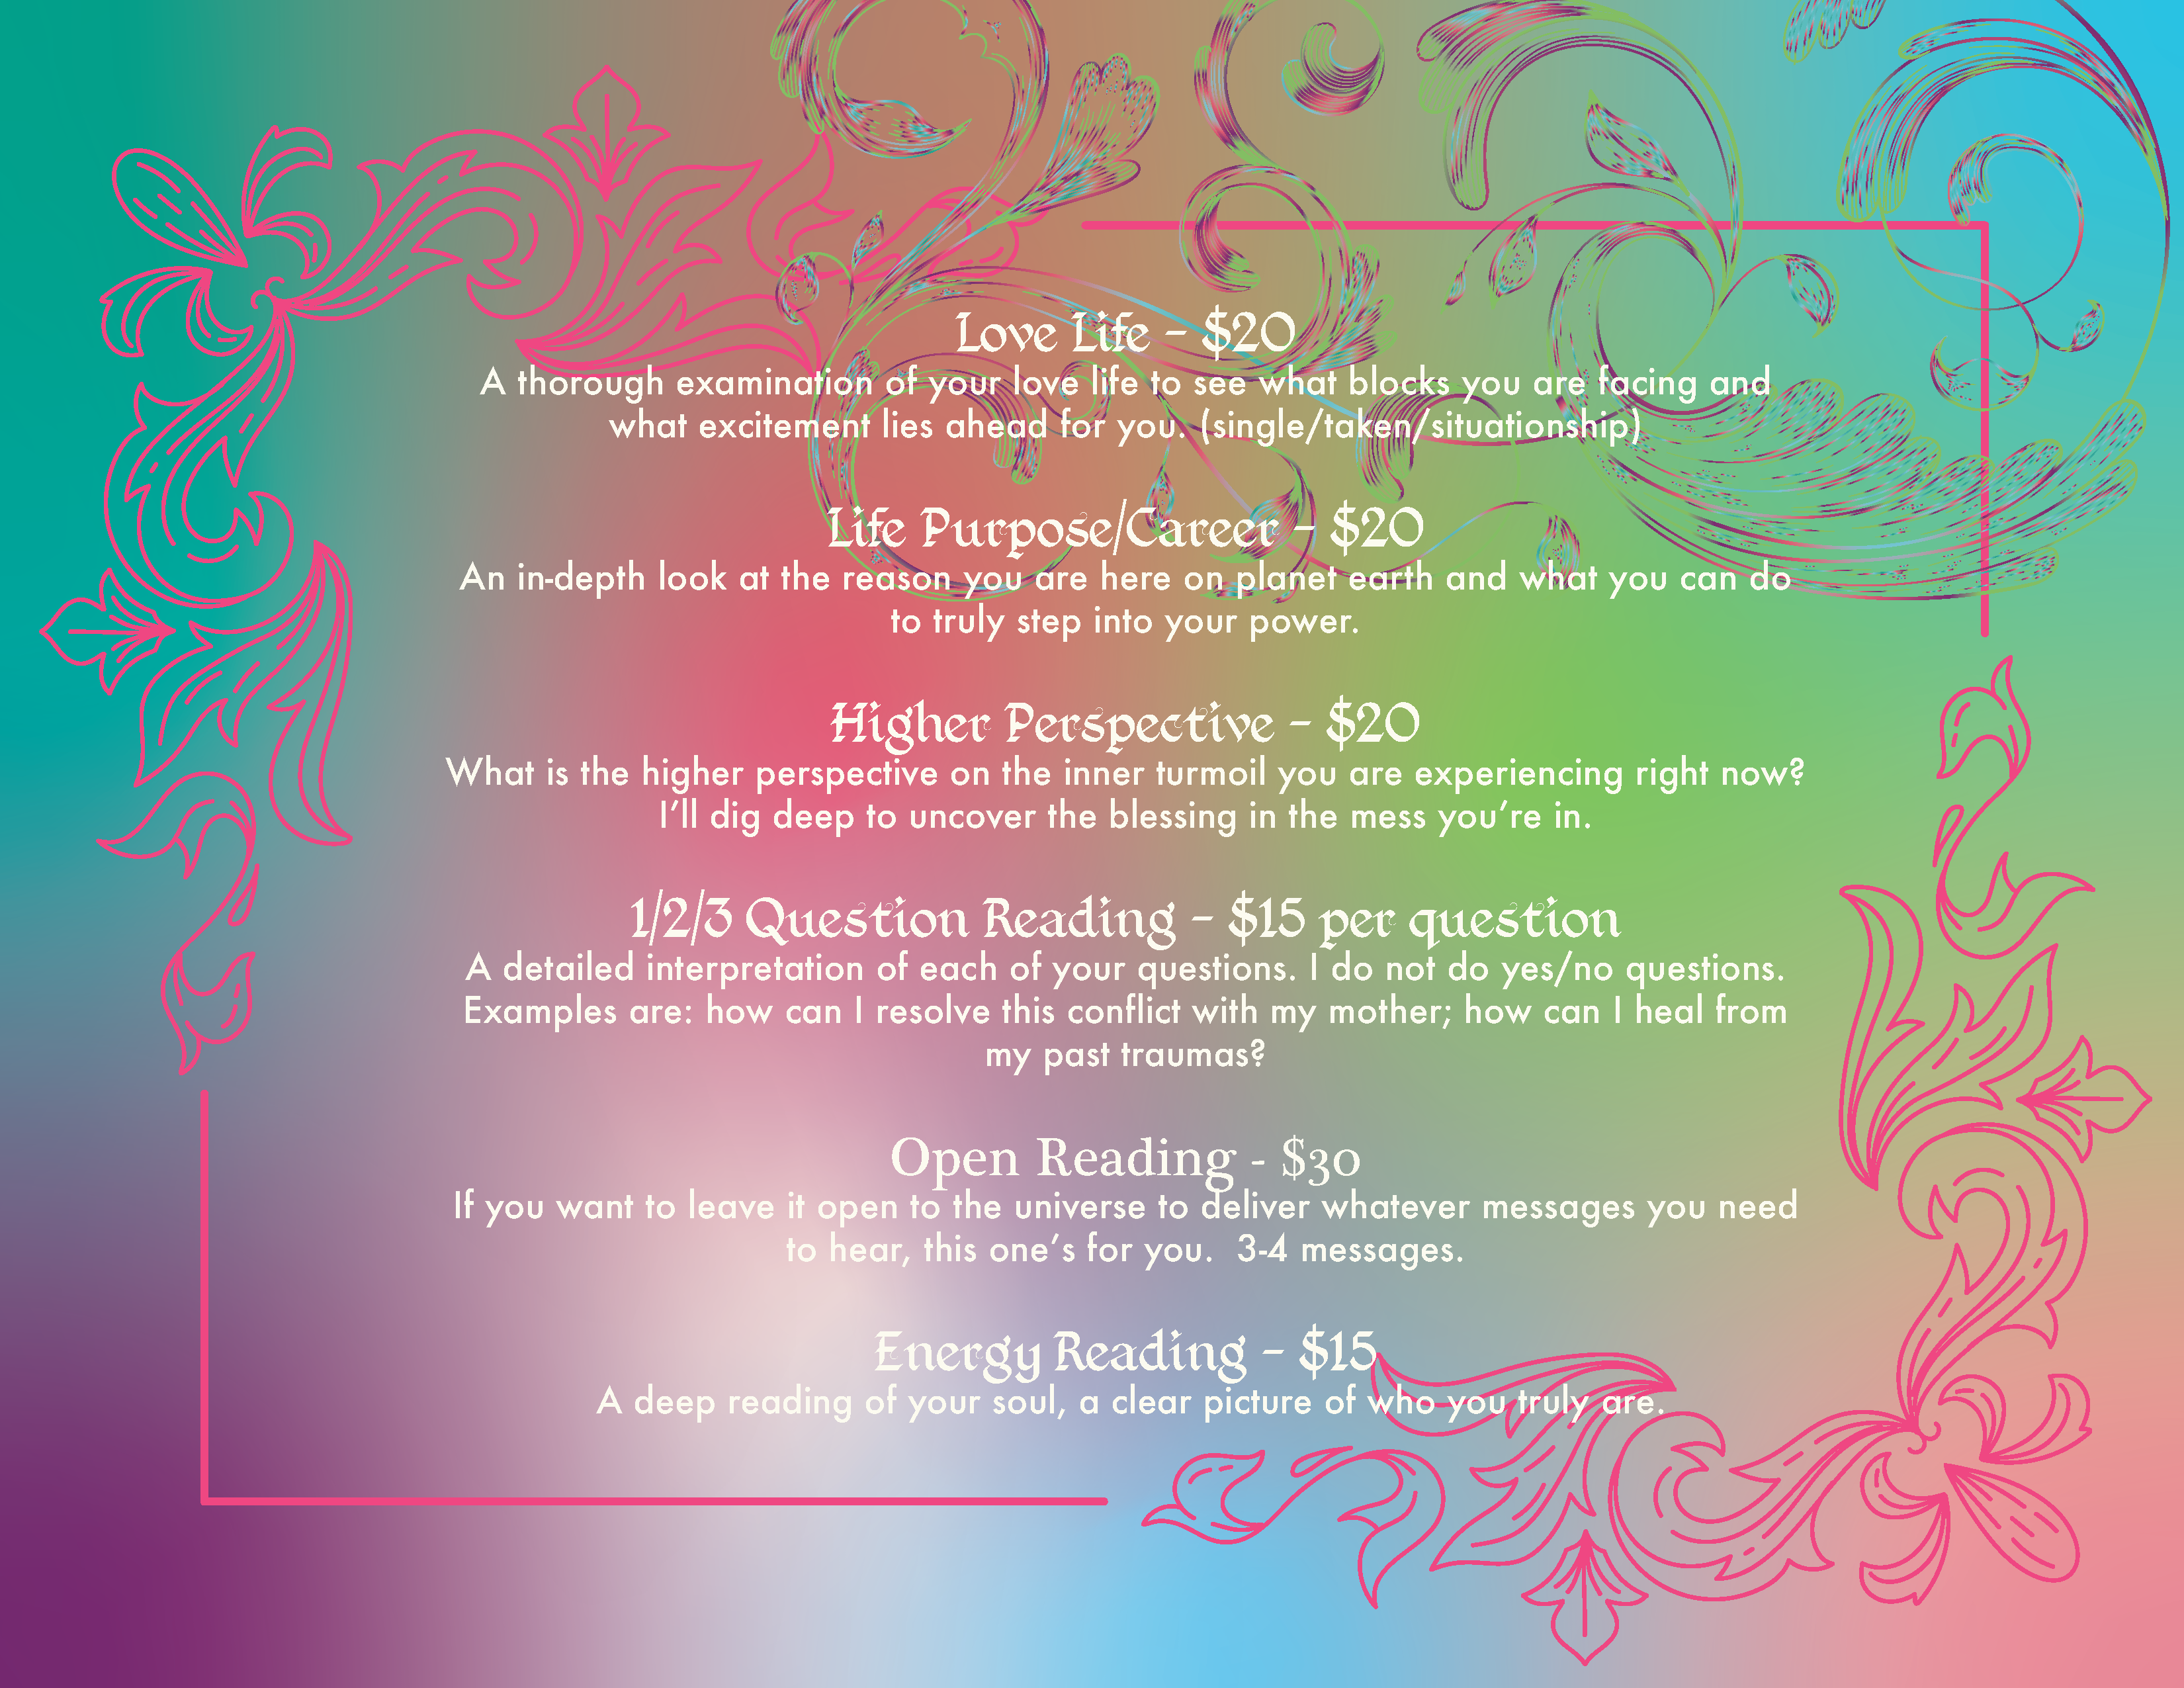 Love Life - $20
A thorough examination of your love life to see what blocks you are facing and
what excitement lies ahead for you. (single/taken/situationship)
Life Purpose/Career - $20
An in-depth look at the reason you are here on planet earth and what you can do
to truly step into your power.
Higher Perspective - $20
What is the higher perspective on the inner turmoil you are experiencing right now?
I'll dig deep to uncover the blessing in the mess you're in.
1/2/3 Question Reading - $15 per question
A detailed interpretation of each of your questions. I do not do yes/no questions.
Examples are: how can I resolve this conflict with my mother; how can I heal from
my past traumas?
Open Reading - $30
If you want to leave it open to the universe to deliver whatever messages you need
to hear, this one's for you. 3-4 messages.
Energy Reading - $15
A deep reading of your soul, a clear picture of who you truly are.